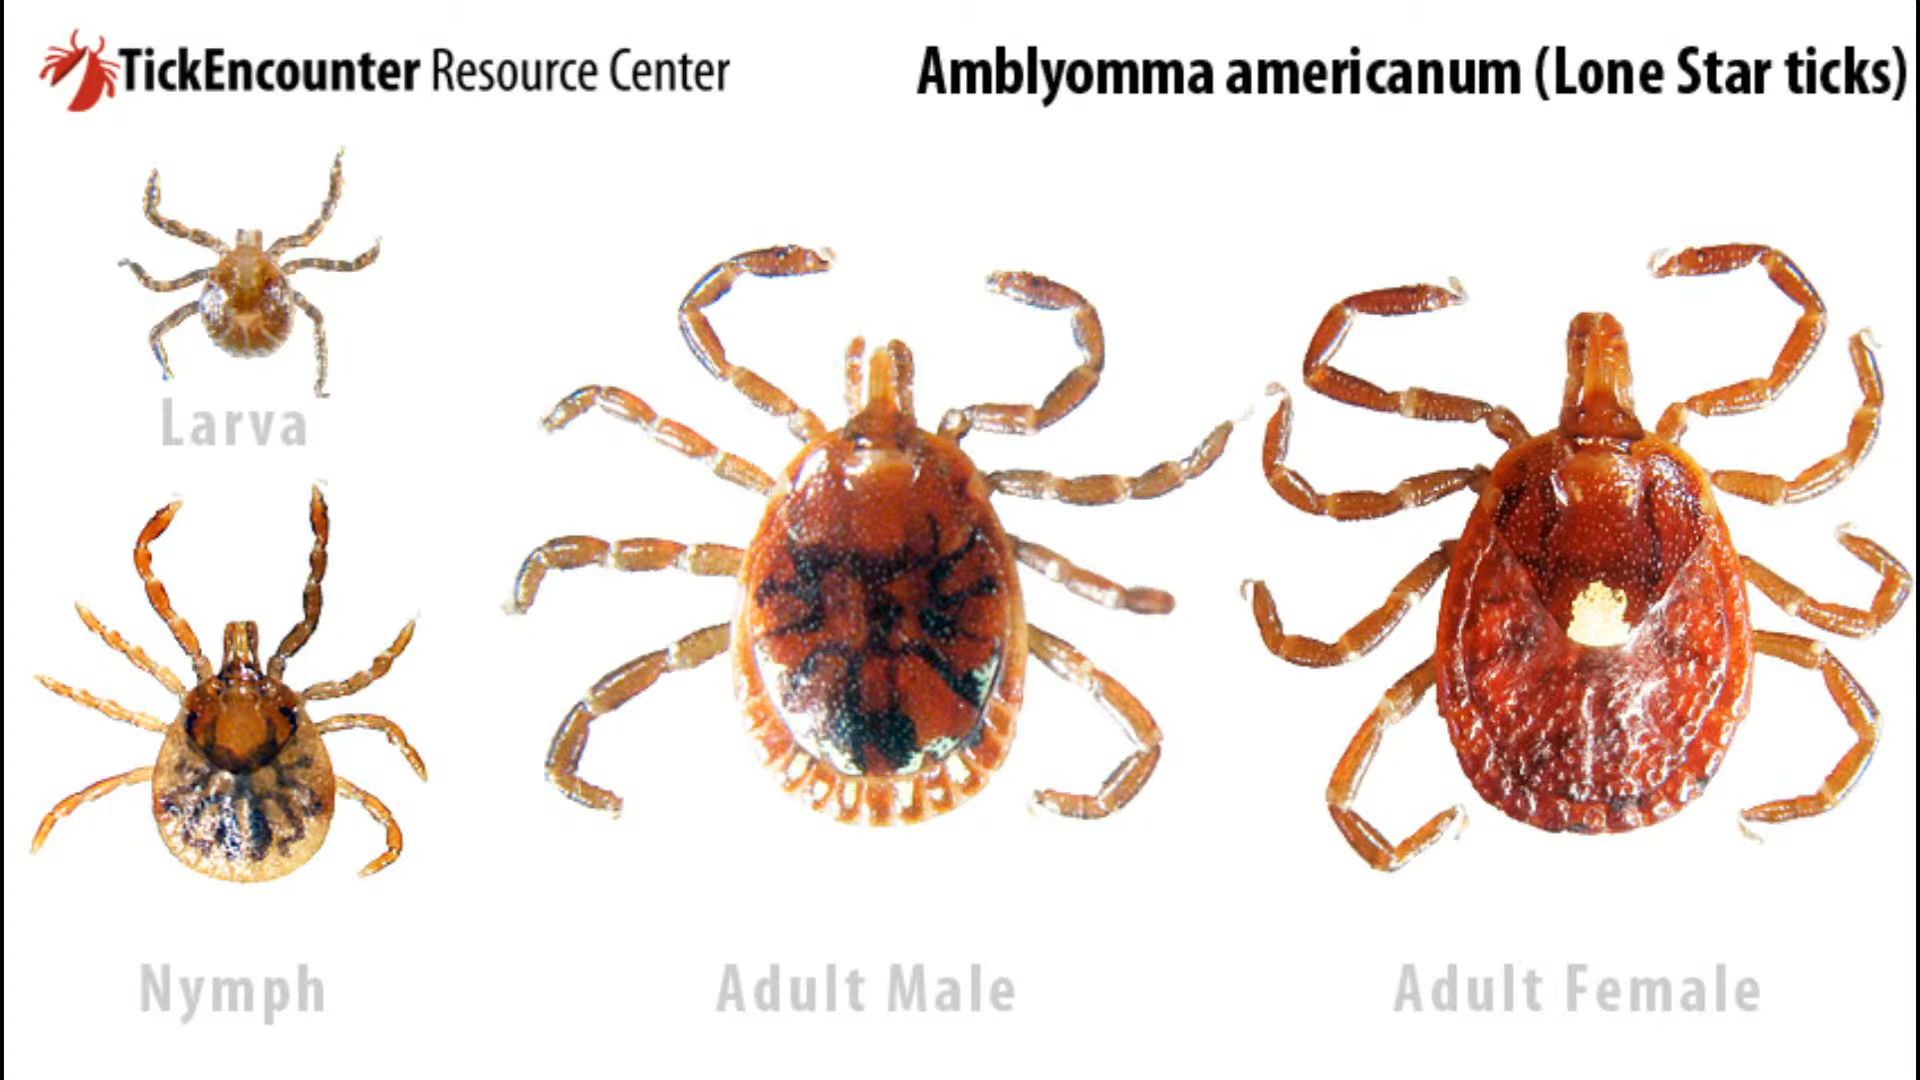 TickEncounter Resource Center
Amblyomma americanum (Lone Star ticks)
Larva
Nymph
Adult Male
Adult Female